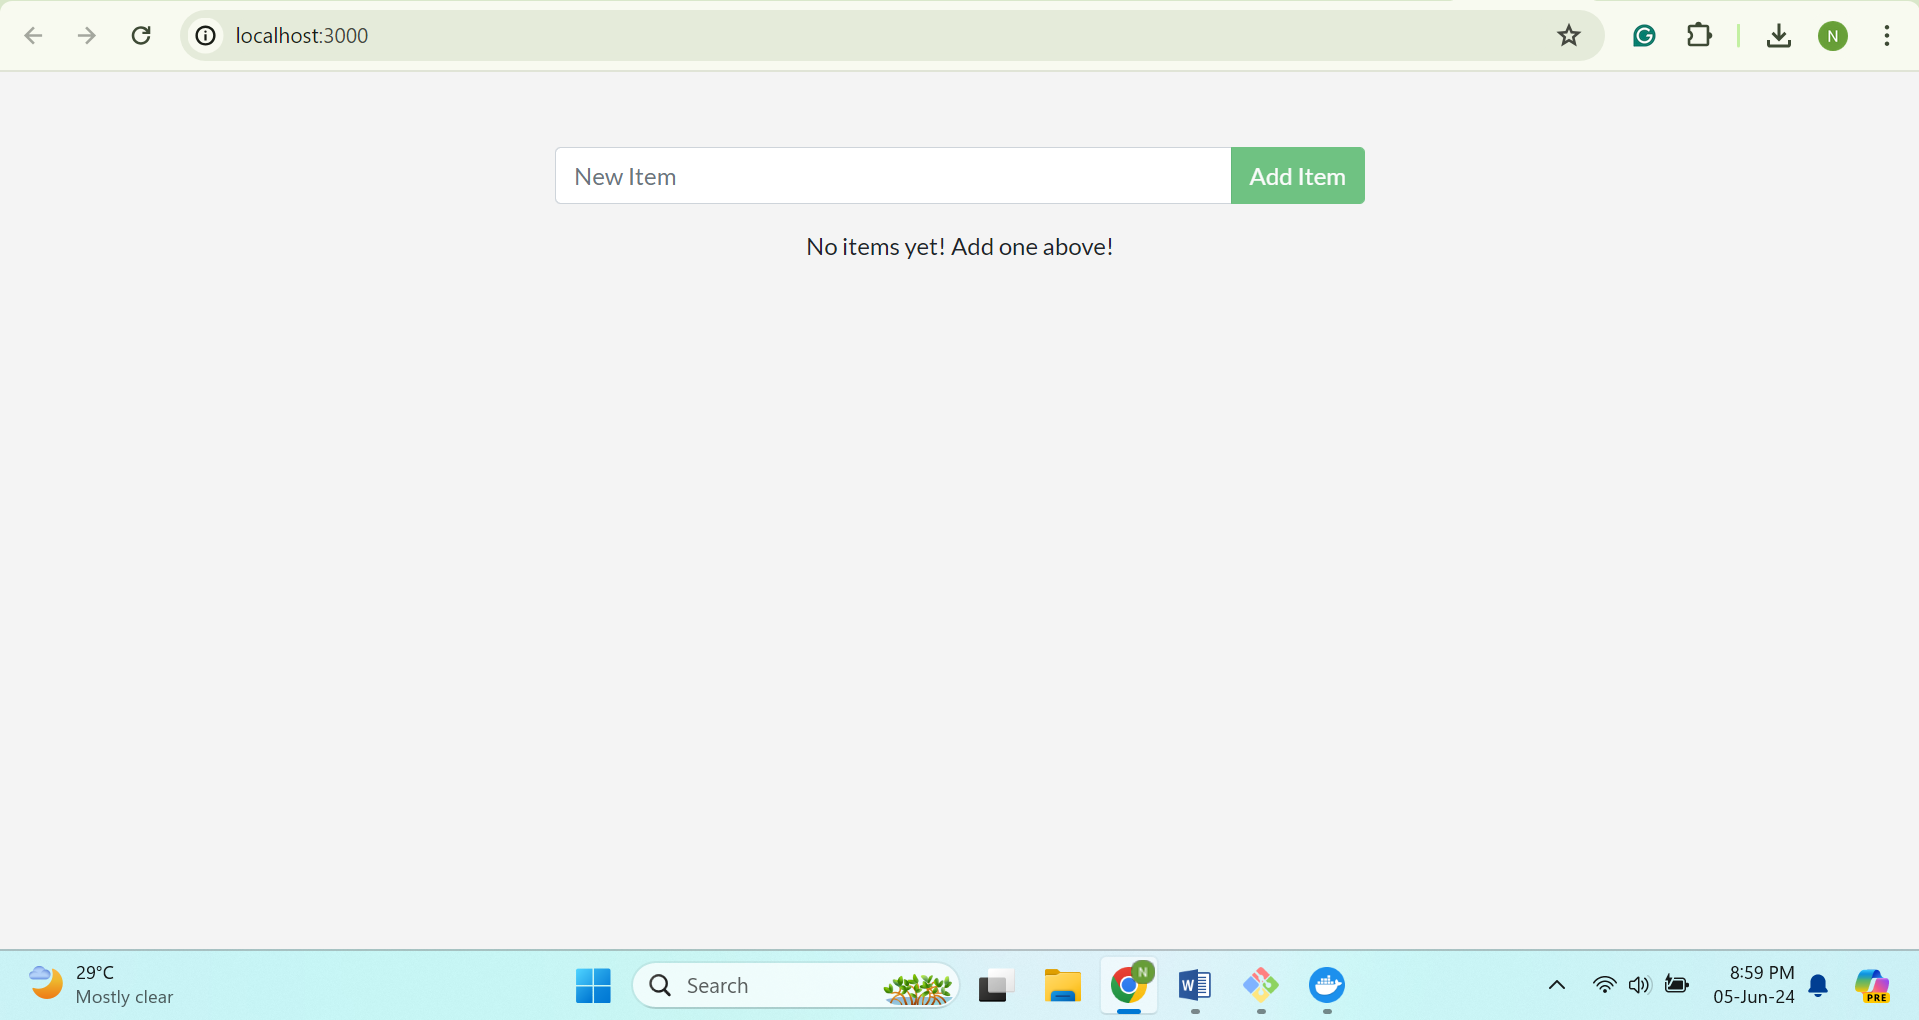 localhost:3000
N
New Item
Add Item
No items yet! Add one above!
29°C
Mostly clear
Search
N
W
8:59 PM
05-Jun-24
PRE